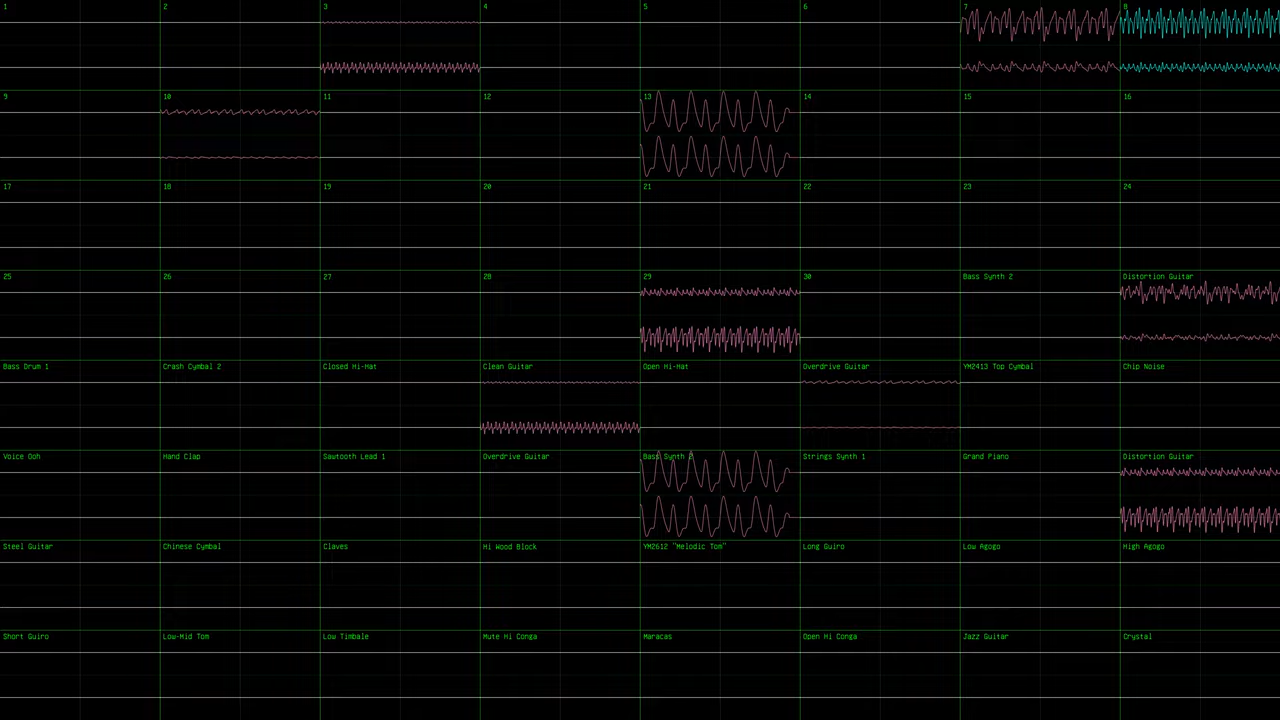 1 2 3 4 5 6 7 8
9 10 11 12 13 14 15 16
17 18 19 20 21 22 23 24
25 26 27 28 29 30 Bass Synth 2 Distortion Guitar
Bass Drum 1 Crash Cymbal 2 Closed Hi-Hat Clean Guitar Open Hi-Hat Overdrive Guitar YM2413 Top Cymbal Chip Noise
Voice Ooh Hand Clap Sawtooth Lead 1 Overdrive Guitar Bass Synth 2 Strings Synth 1 Grand Piano Distortion Guitar
Steel Guitar Chinese Cymbal Claves Hi Wood Block YM2612 "Melodic Tom" Long Guiro Low Agogo High Agogo
Short Guiro Low-Mid Tom Low Timbale Mute Hi Conga Maracas Open Hi Conga Jazz Guitar Crystal